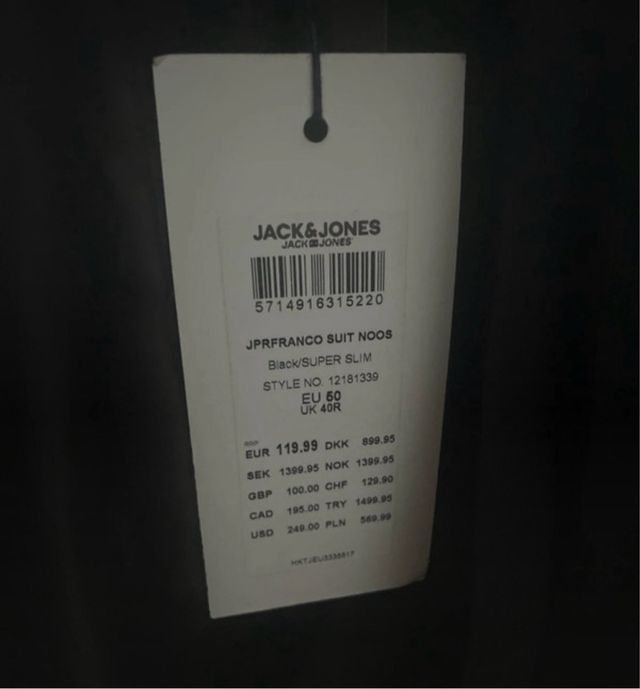 JACK&JONES
JACK JONES
5714916315220
JPRFRANCO SUIT NOOS
Black/SUPER SLIM
STYLE NO. 12181339
EU 50
UK 40R
RRP
EUR 119.99 DKK 899.95
SEK 1399.95 NOK 1399.95
GBP 100.00 CHF 129.90
CAD 195.00 TRY 1499.95
USD 249.00 PLN 569.99